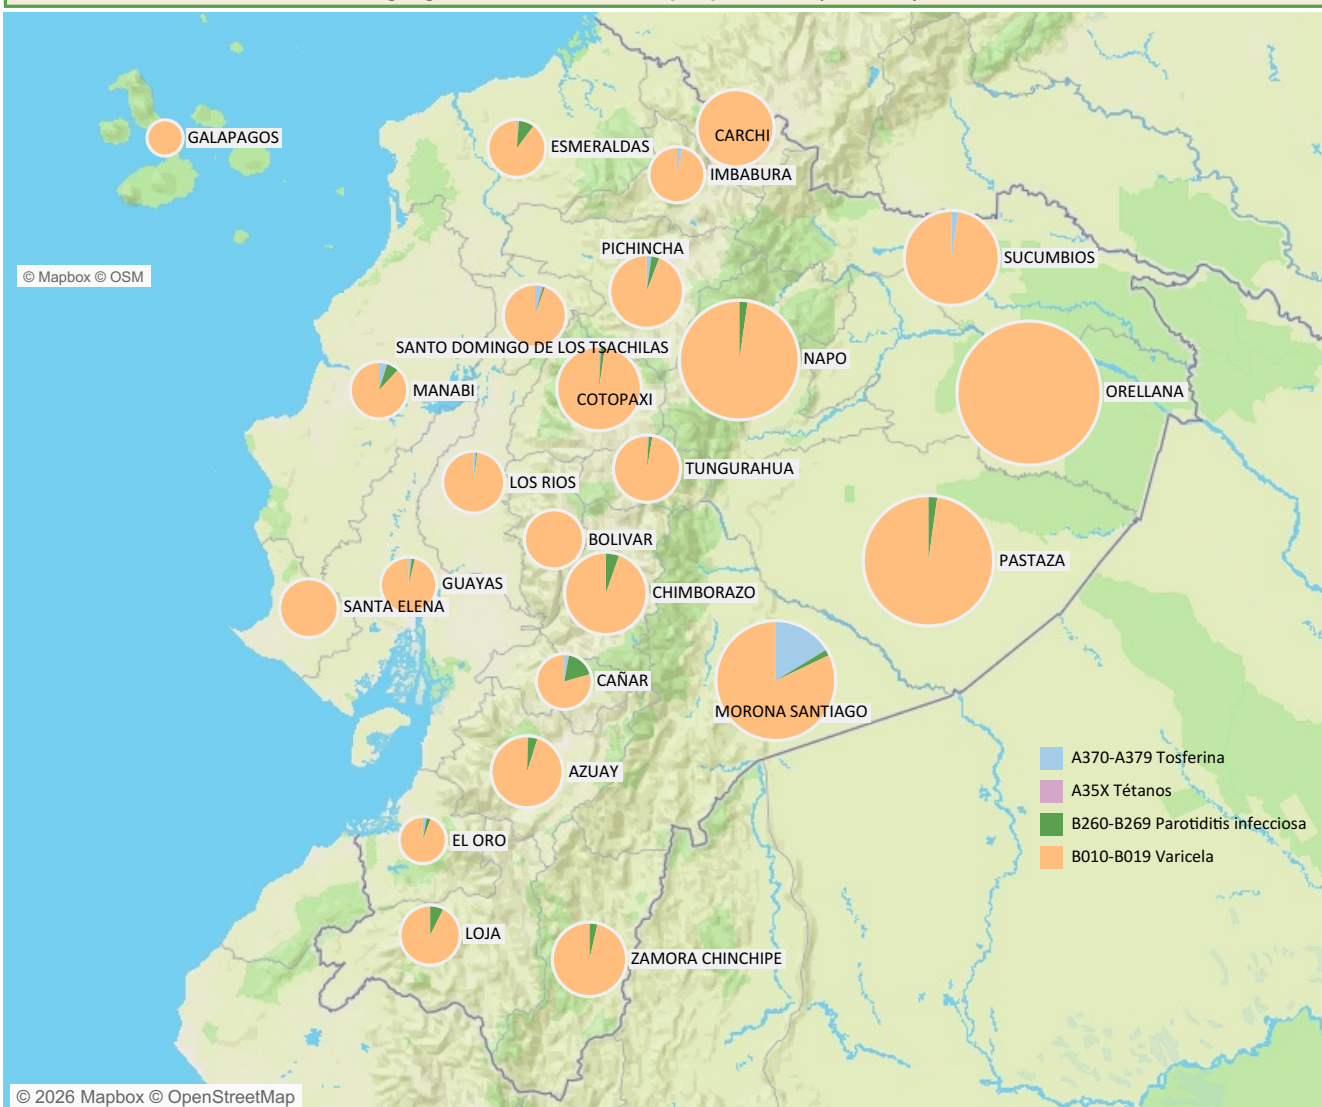 GALAPAGOS
ESMERALDAS
CARCHI
IMBABURA
© Mapbox © OSM
PICHINCHA
SUCUMBIOS
SANTO DOMINGO DE LOS TSACHILAS
NAPO
MANABI
COTOPAXI
ORELLANA
TUNGURAHUA
LOS RIOS
BOLIVAR
PASTAZA
GUAYAS
CHIMBORAZO
SANTA ELENA
CAÑAR
MORONA SANTIAGO
A370-A379 Tosferina
AZUAY
A35X Tétanos
B260-B269 Parotiditis infecciosa
EL ORO
B010-B019 Varicela
LOJA
ZAMORA CHINCHIPE
© 2026 Mapbox © OpenStreetMap